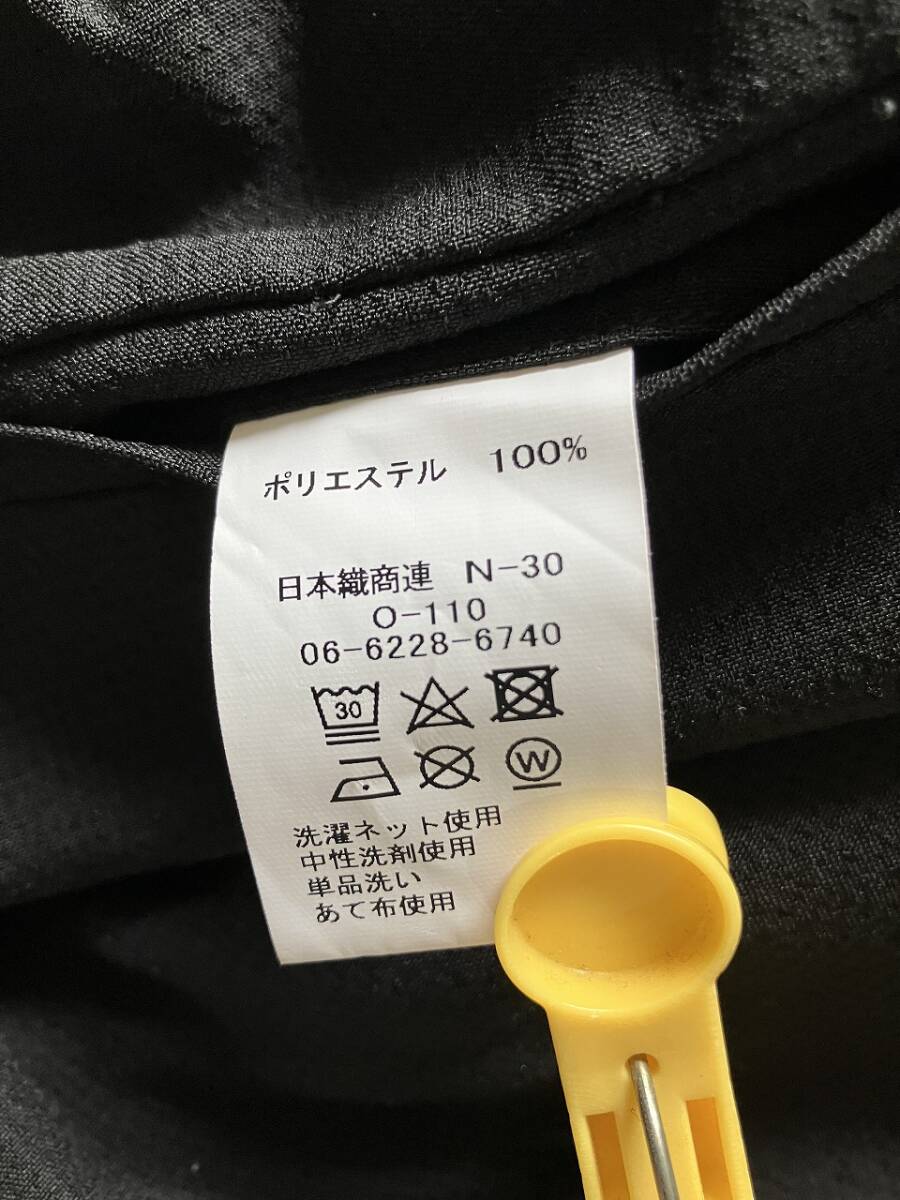 ポリエステル 100%
日本織商連 N-30
O-110
06-6228-6740
30
W
洗濯ネット使用
中性洗剤使用
単品洗い
あて布使用